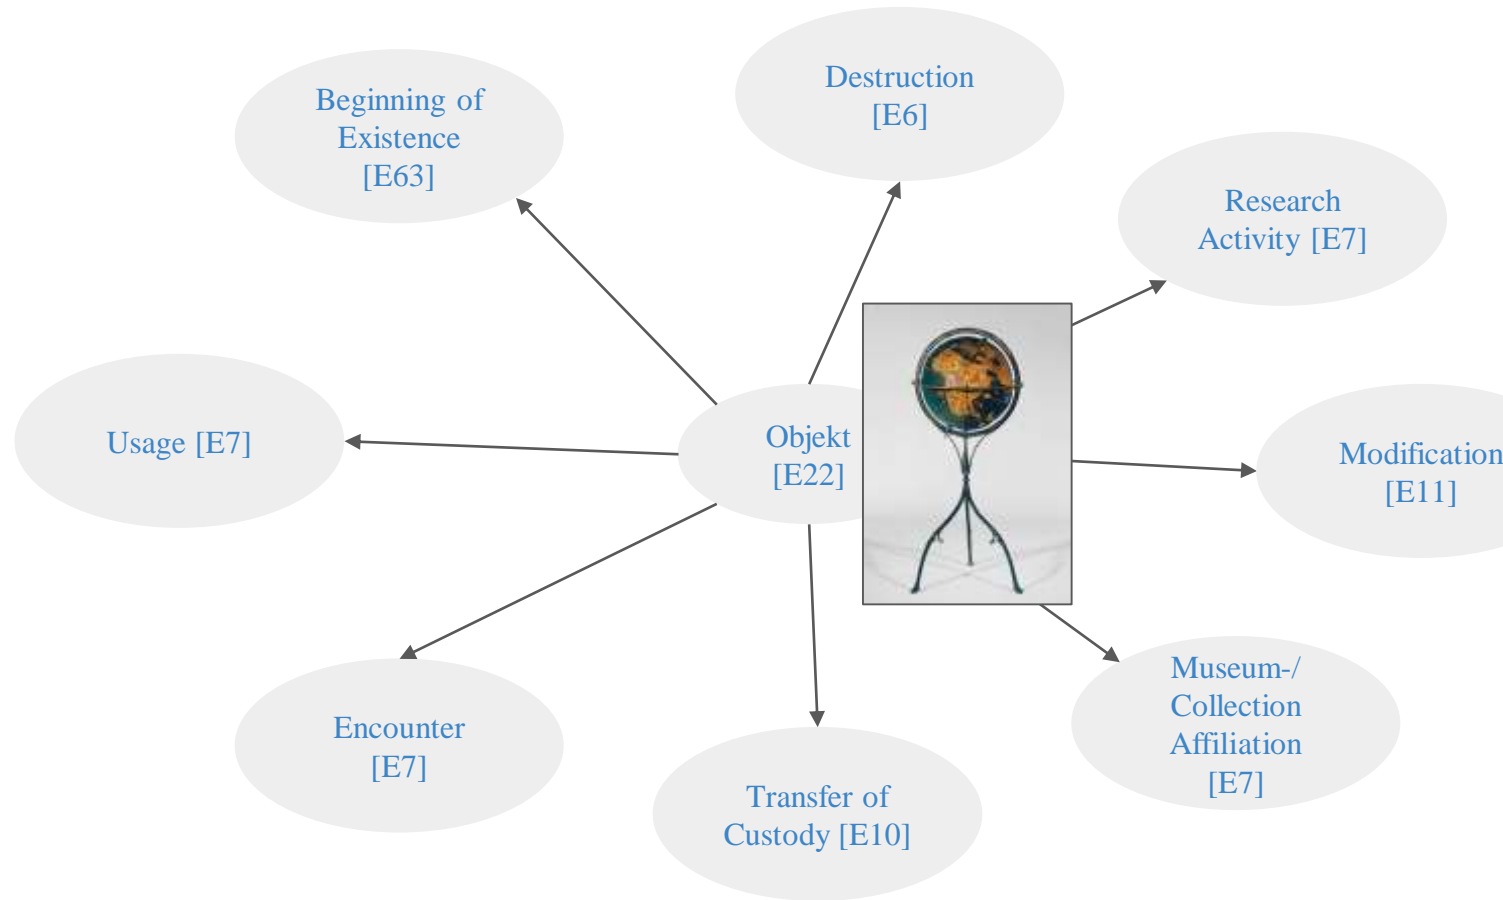 Destruction
[E6]
Beginning of
Existence
[E63]
Research
Activity [E7]
Usage [E7]
Objekt
[E22]
Modification
[E11]
Encounter
[E7]
Transfer of
Custody [E10]
Museum-/
Collection
Affiliation
[E7]